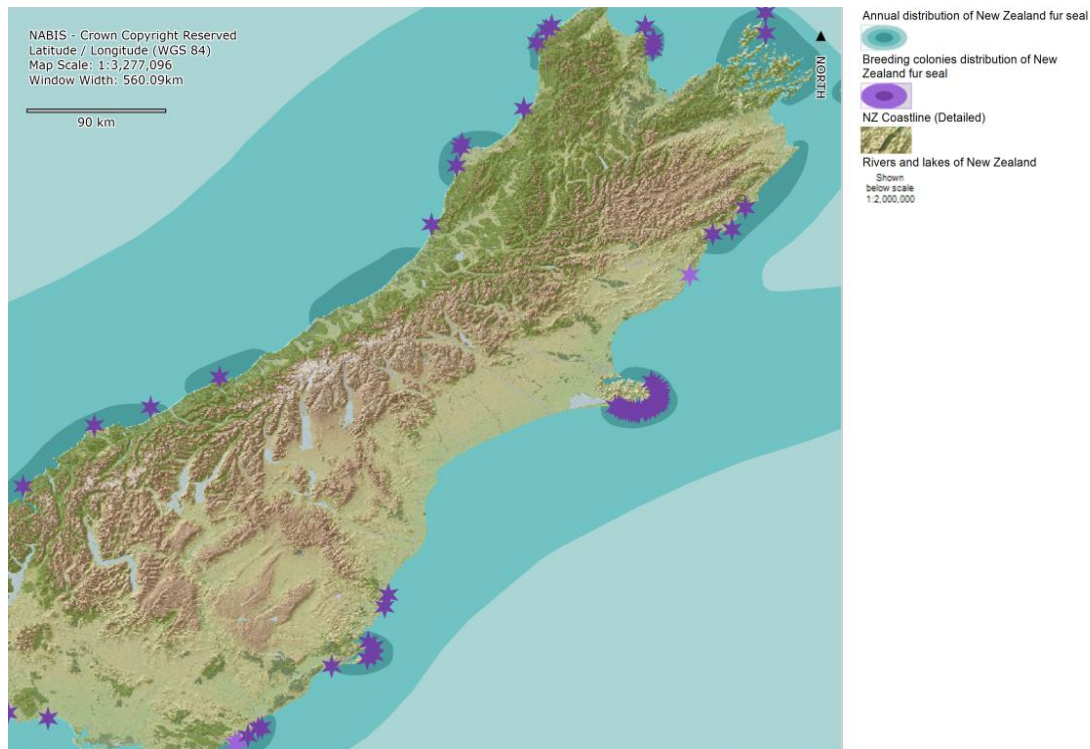 NABIS - Crown Copyright Reserved
Latitude / Longitude (WGS 84)
Map Scale: 1:3,277,096
Window Width: 560.09km
90 km
NORTH
Annual distribution of New Zealand fur seal
Breeding colonies distribution of New
Zealand fur seal
NZ Coastline (Detailed)
Rivers and lakes of New Zealand
Shown
below scale
1:2,000,000